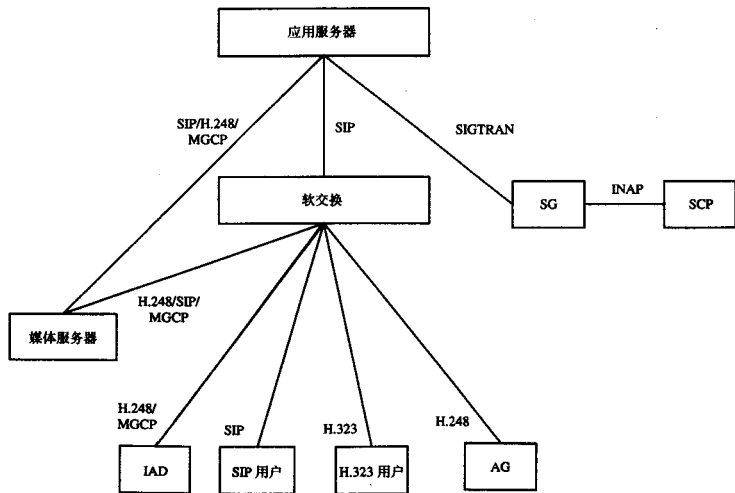 应用服务器
SIP/H.248/
MGCP
SIP
SIGTRAN
软交换
SG
INAP
SCP
H.248/SIP/
MGCP
媒体服务器
H.248/
MGCP
SIP
H.323
H.248
IAD
SIP 用户
H.323 用户
AG